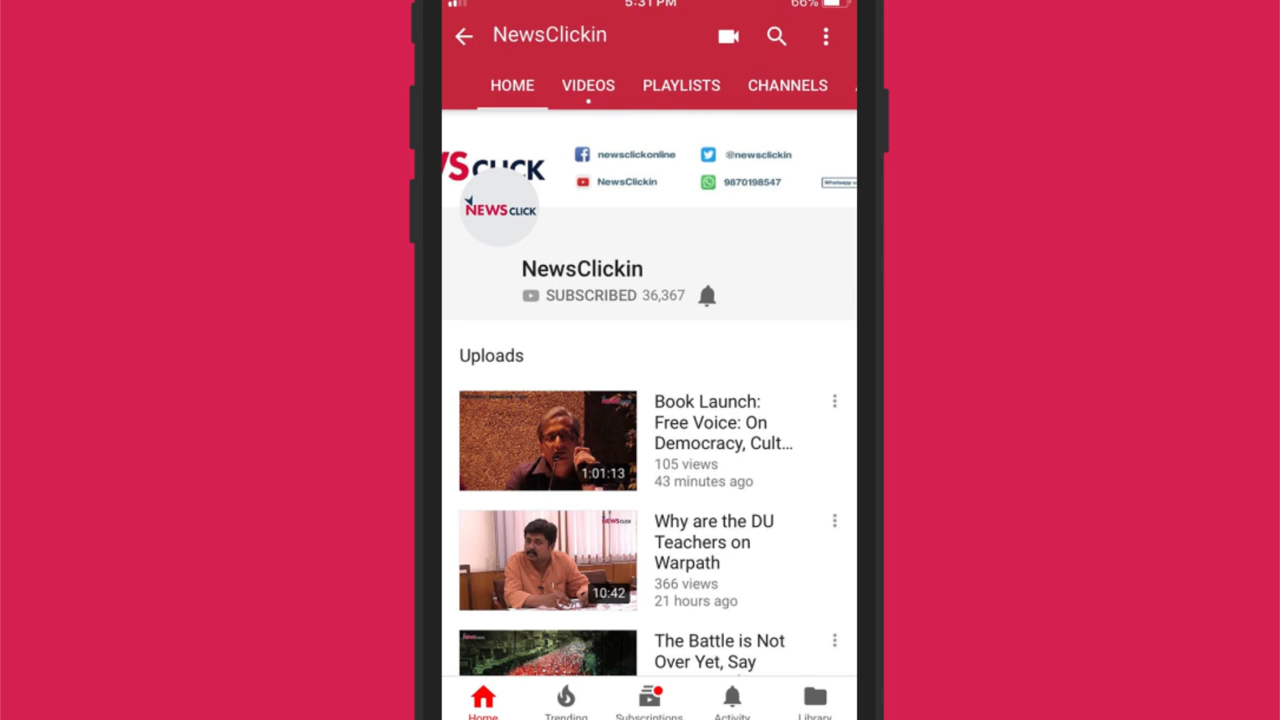 5:31 PM
66%
NewsClickin
HOME
VIDEOS
PLAYLISTS
CHANNELS
CLICK
newsclickonline
@newsclickin
NewsClickin
9870198547
Whatsapp
NEWSCLICK
NewsClickin
SUBSCRIBED 36,367
Uploads
1:01:13
Book Launch:
Free Voice: On
Democracy, Cult...
105 views
43 minutes ago
NEWSCLICK
10:42
Why are the DU
Teachers on
Warpath
366 views
21 hours ago
The Battle is Not
Over Yet, Say
Home
Trending
Subscriptions
Activity
Library